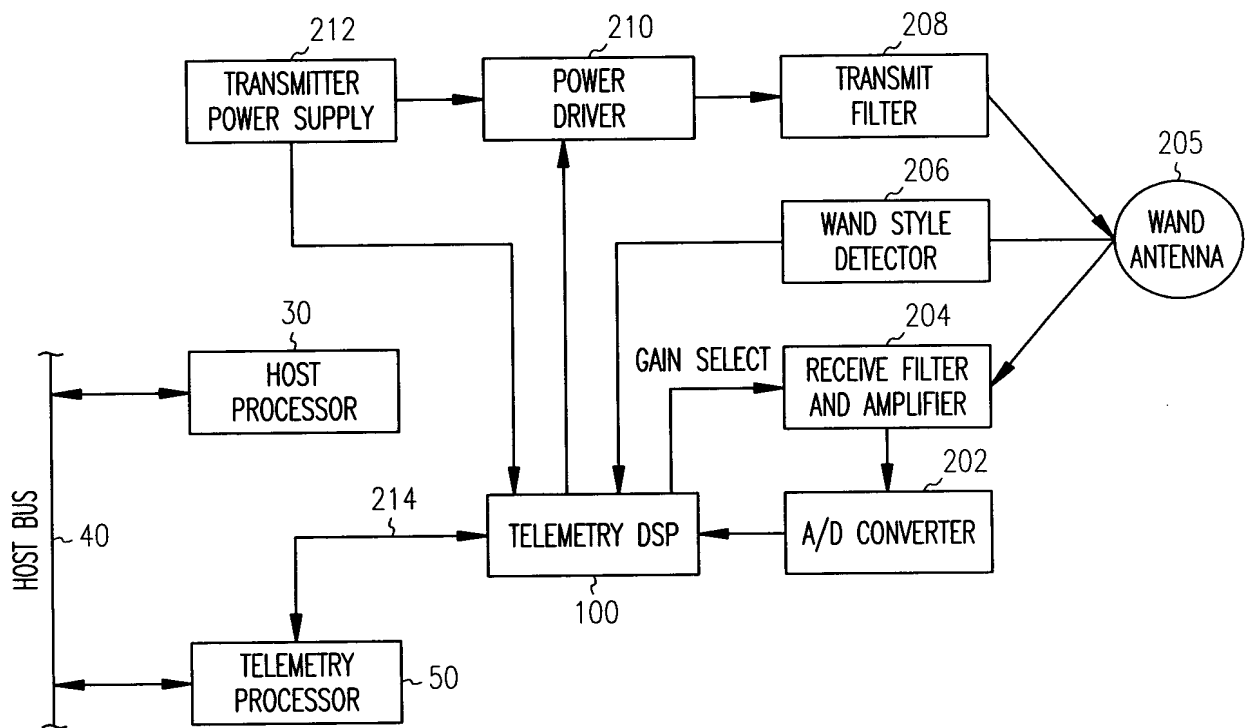 212
TRANSMITTER
POWER SUPPLY
210
POWER
DRIVER
208
TRANSMIT
FILTER
205
WAND
ANTENNA
206
WAND STYLE
DETECTOR
30
HOST
PROCESSOR
GAIN SELECT
204
RECEIVE FILTER
AND AMPLIFIER
HOST BUS
40
214
TELEMETRY DSP
100
202
A/D CONVERTER
TELEMETRY
PROCESSOR
50